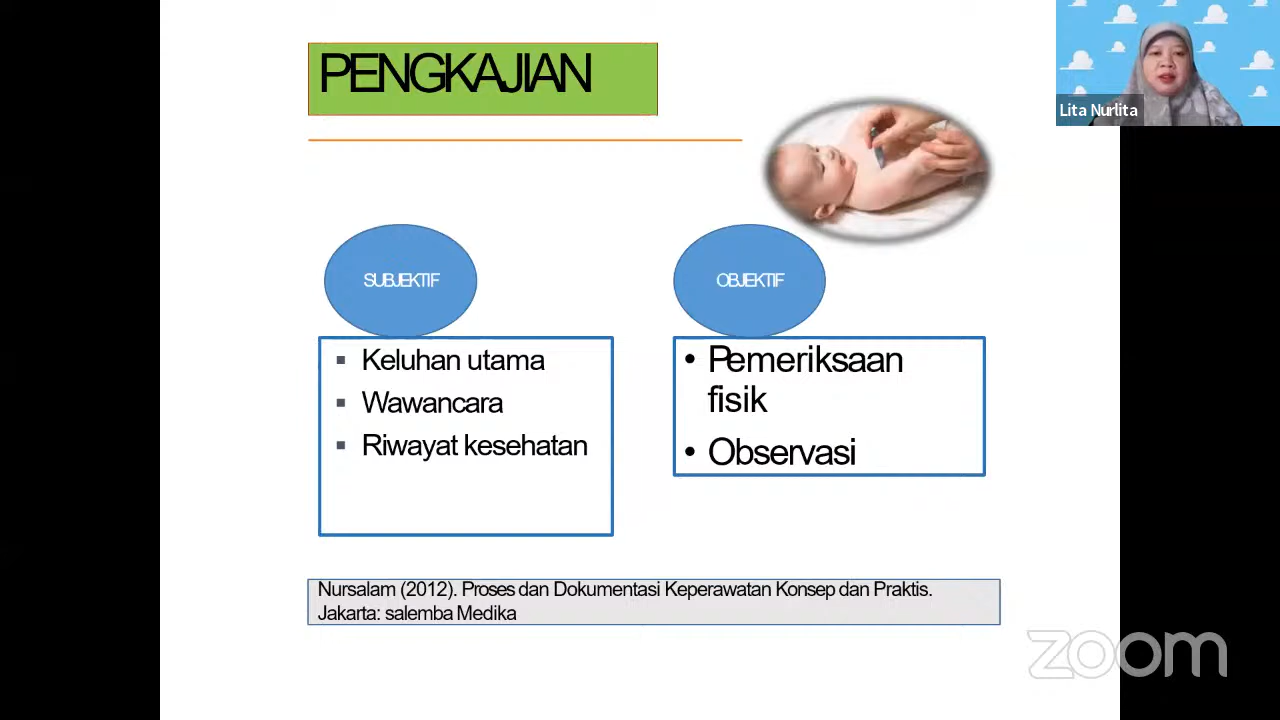 PENGKAJIAN
Lita Nurlita
SUBJEKTIF
Keluhan utama
Wawancara
Riwayat kesehatan
OBJEKTIF
Pemeriksaan
fisik
Observasi
Nursalam (2012). Proses dan Dokumentasi Keperawatan Konsep dan Praktis.
Jakarta: salemba Medika
zoom